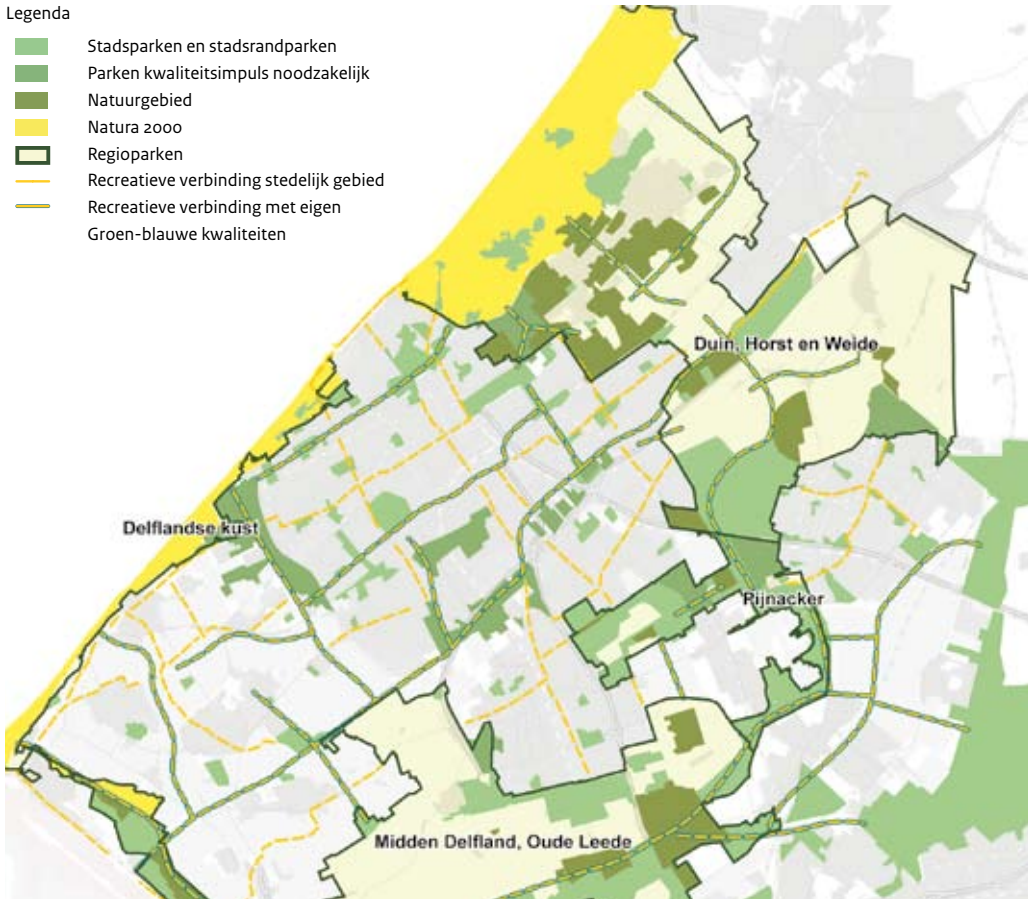 Legenda
Stadsparken en stadsrandparken
Parken kwaliteitsimpuls noodzakelijk
Natuurgebied
Natura 2000
Regioparken
Recreatieve verbinding stedelijk gebied
Recreatieve verbinding met eigen
Groen-blauwe kwaliteiten
Duin, Horst en Weide
Delflandse kust
Pijnacker
Midden Delfland, Oude Leede